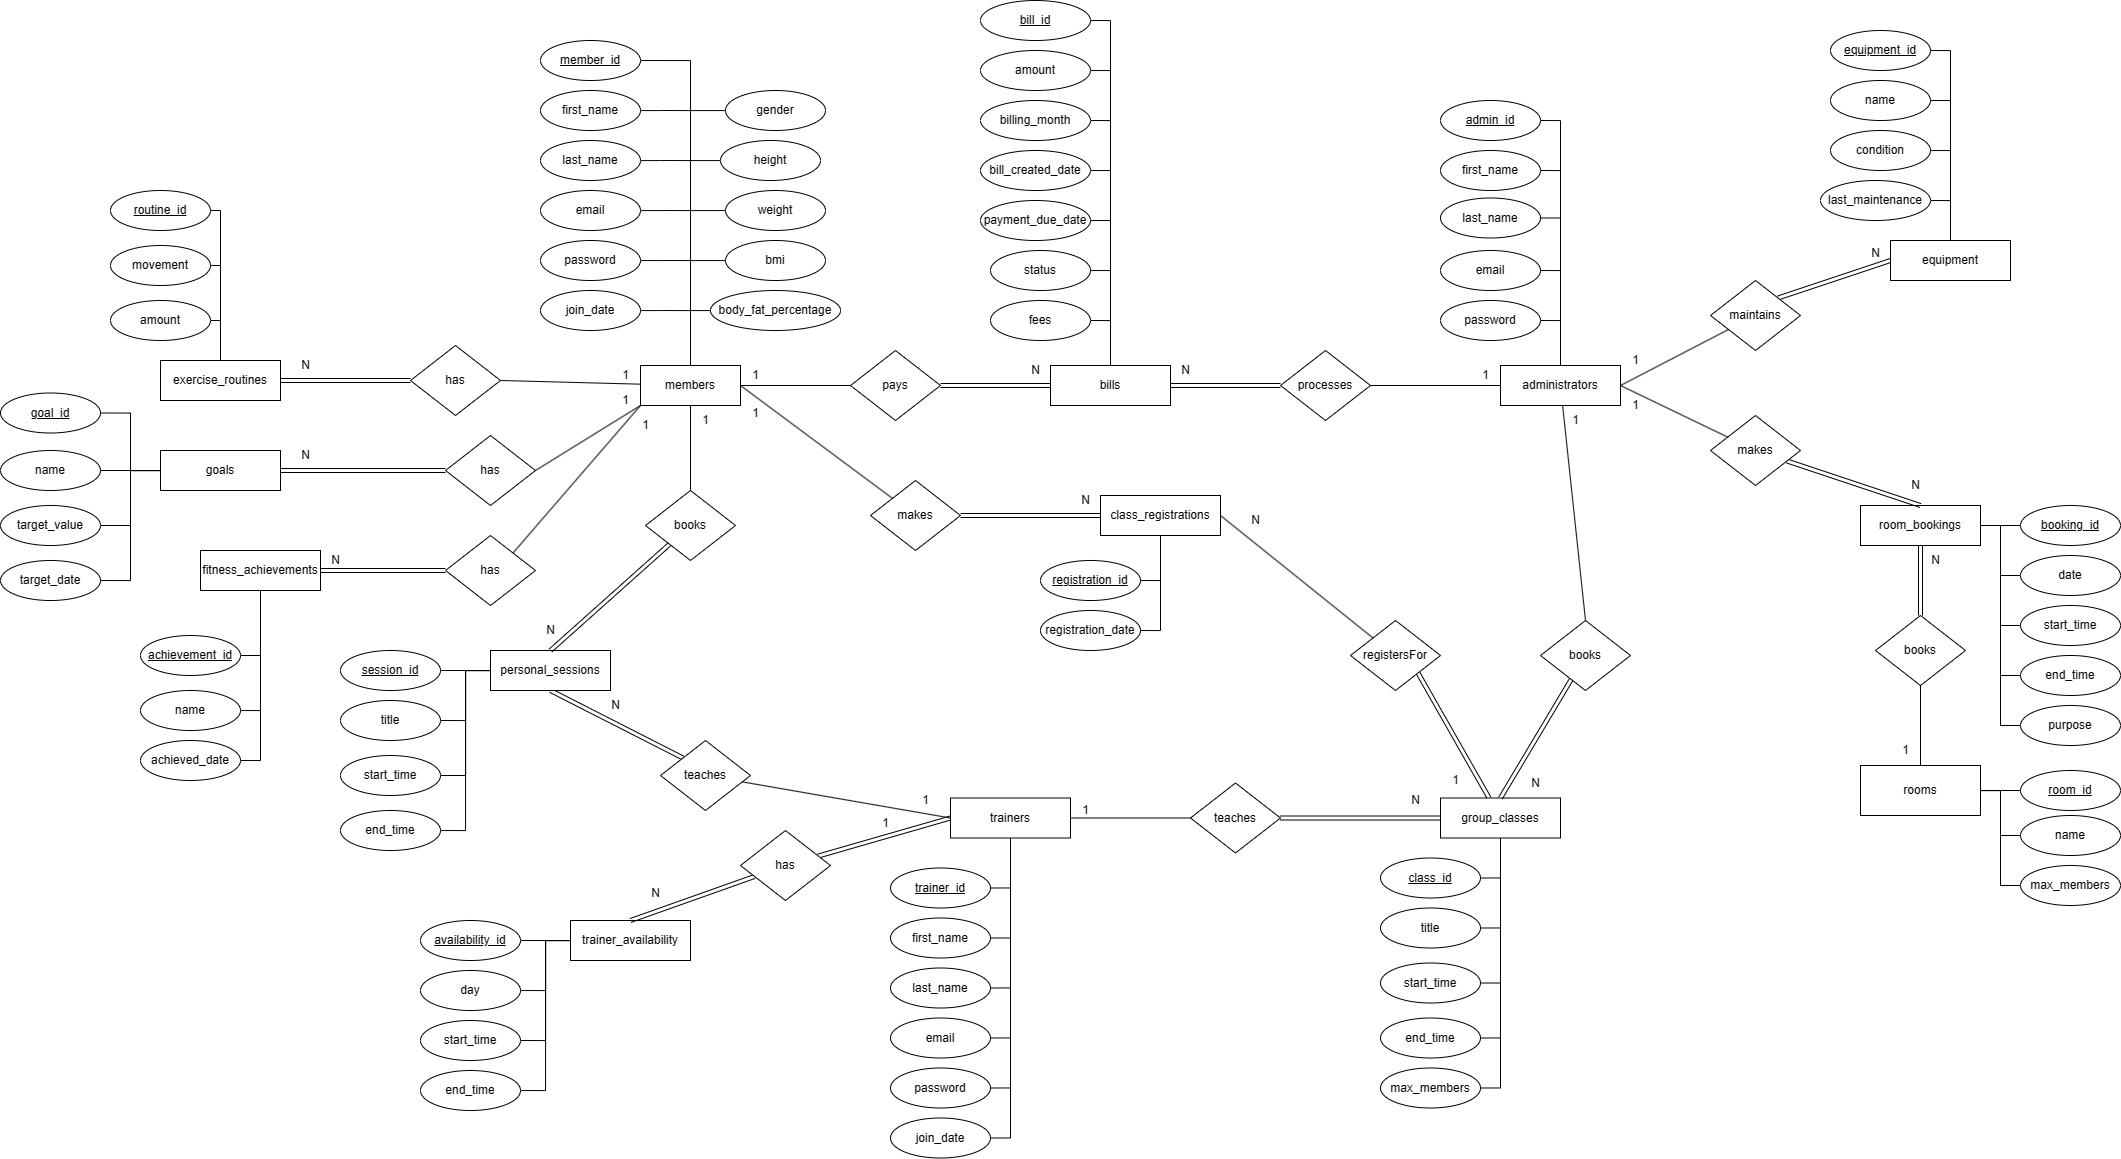 bill_id
amount
billing_month
bill_created_date
payment_due_date
status
fees
member_id
first_name
last_name
email
password
join_date
gender
height
weight
bmi
body_fat_percentage
equipment_id
name
condition
last_maintenance
equipment
admin_id
first_name
last_name
email
password
routine_id
movement
amount
exercise_routines
N
has
1
members
1
pays
N
bills
N
processes
1
administrators
1
maintains
N
1
makes
N
goal_id
name
target_value
target_date
goals
N
has
1
fitness_achievements
N
has
1
achievement_id
name
achieved_date
1
books
N
1
makes
N
class_registrations
N
registration_id
registration_date
registersFor
1
1
books
N
room_bookings
N
booking_id
date
start_time
end_time
purpose
books
1
rooms
room_id
name
max_members
personal_sessions
session_id
title
start_time
end_time
N
teaches
1
trainers
1
teaches
N
group_classes
1
has
N
trainer_availability
availability_id
day
start_time
end_time
trainer_id
first_name
last_name
email
password
join_date
class_id
title
start_time
end_time
max_members